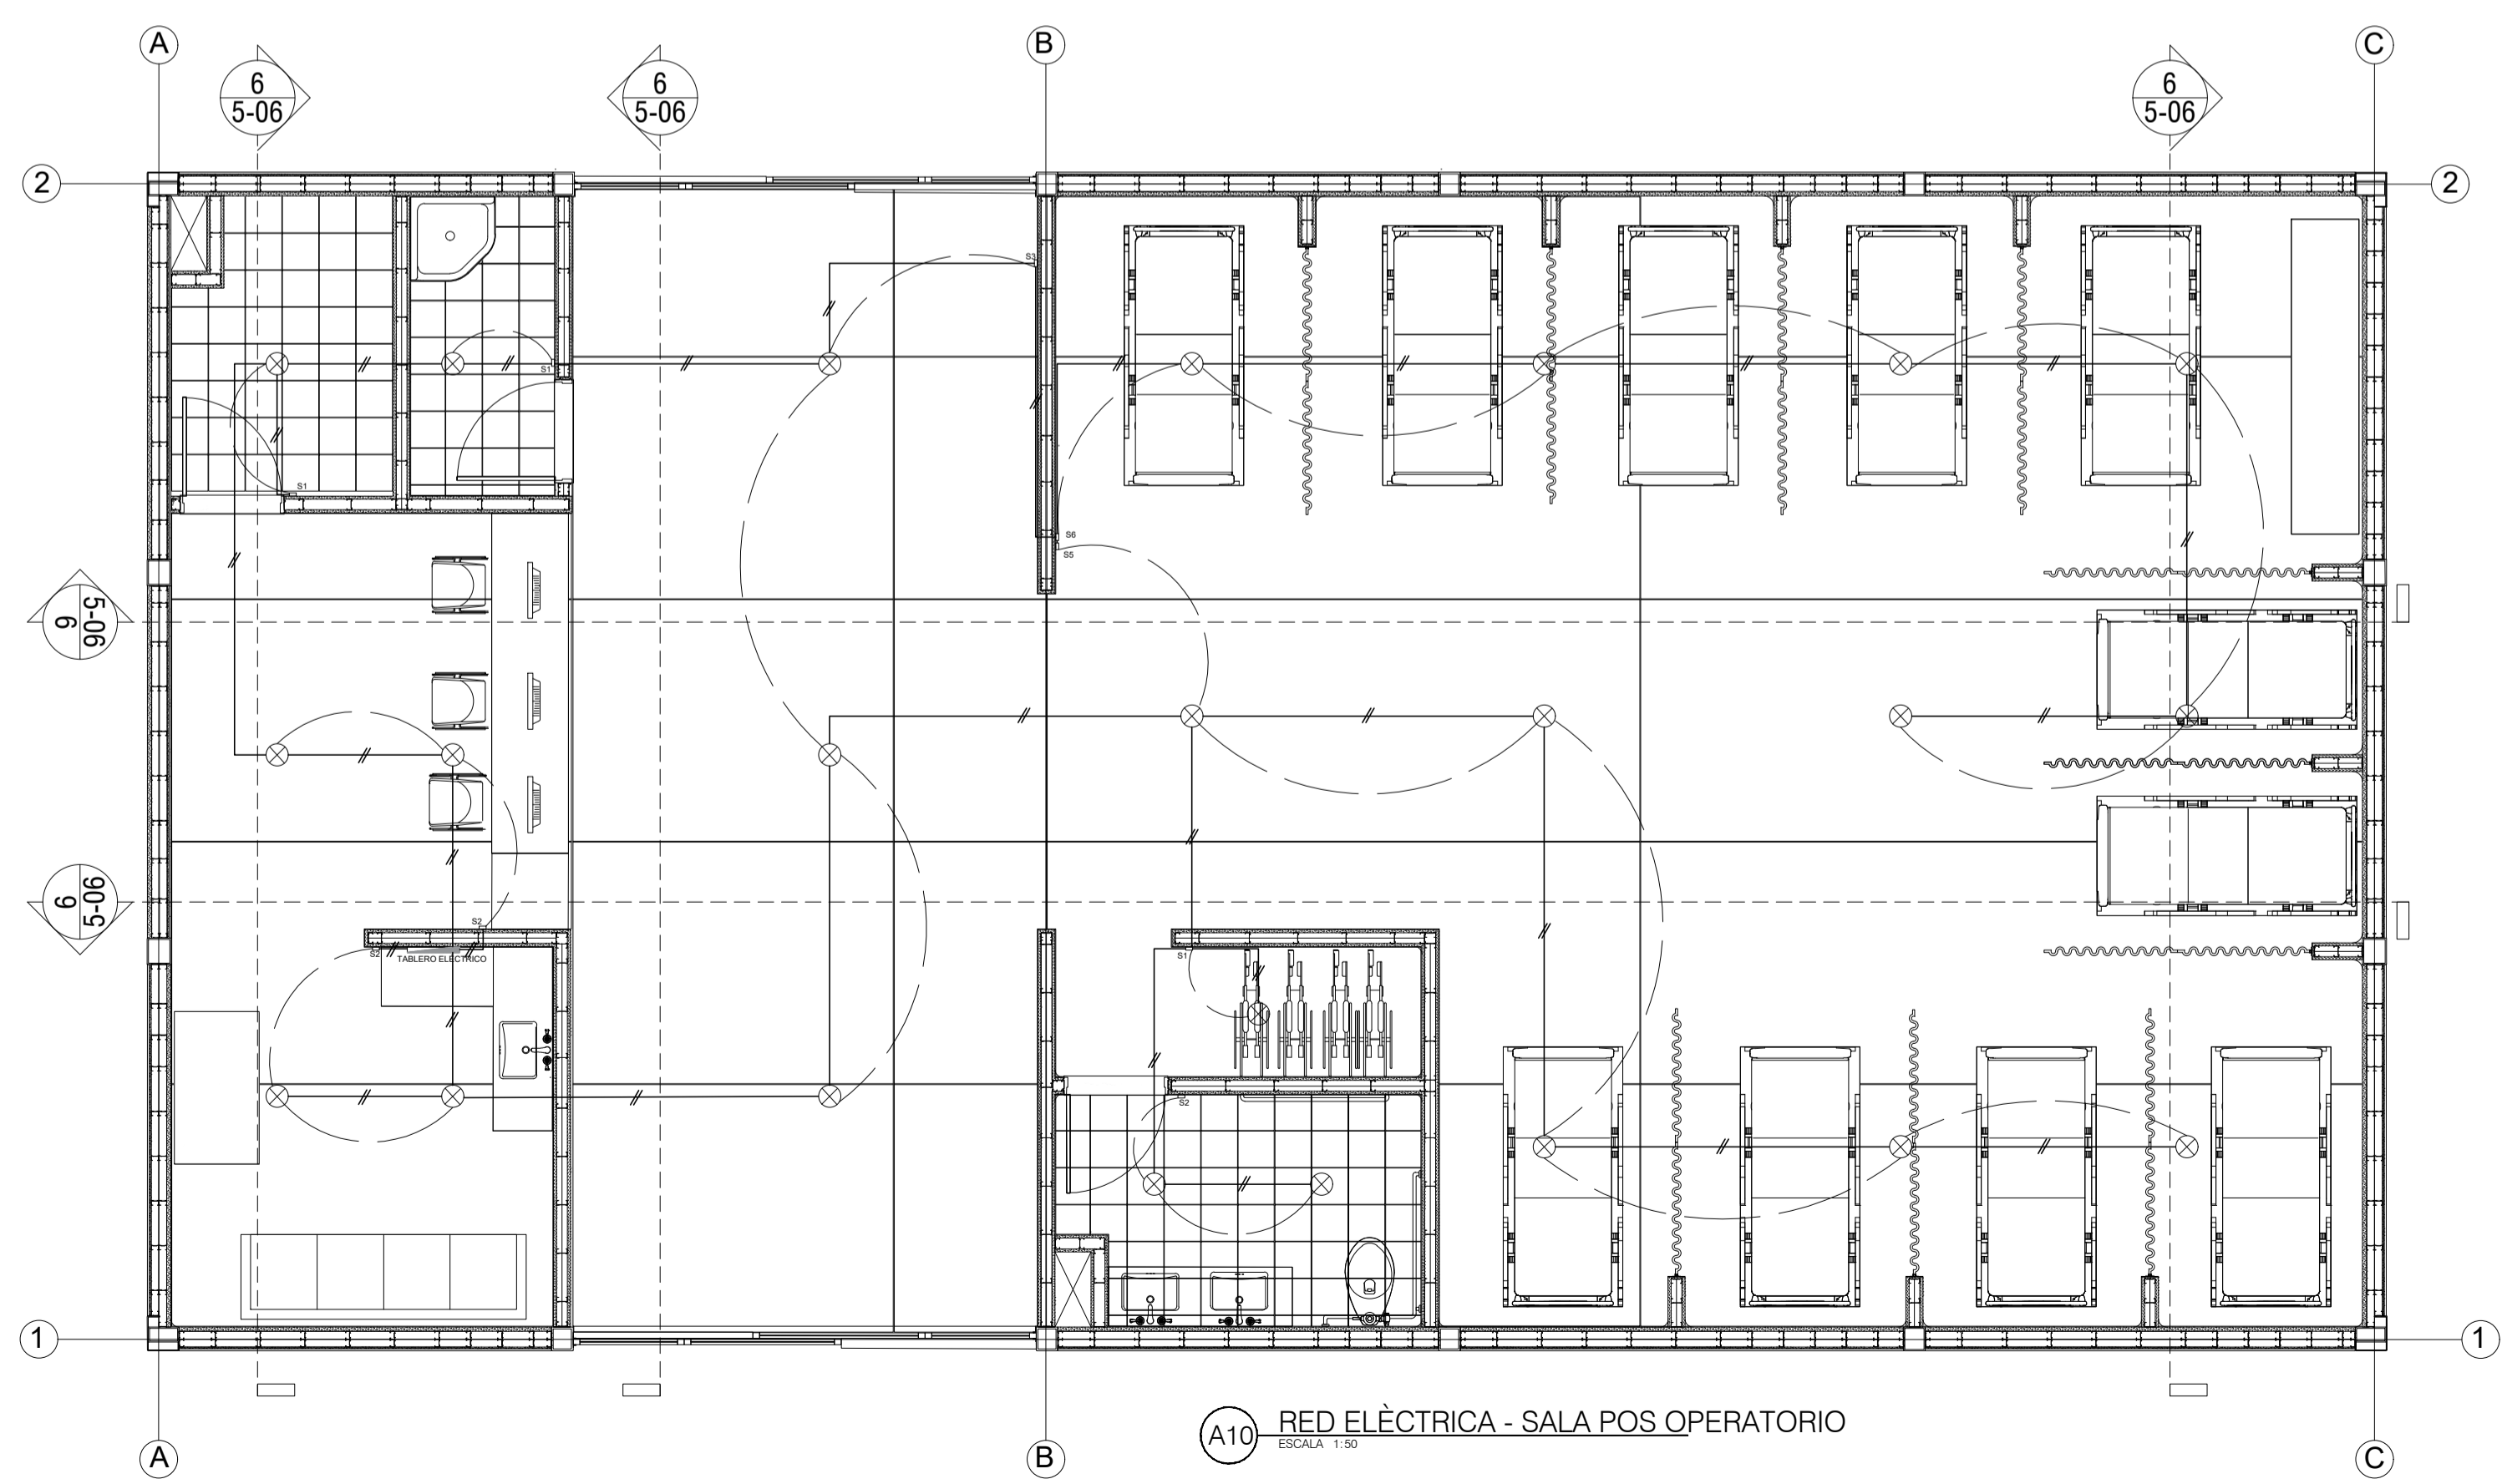 A
B
C
6
5-06
6
5-06
6
5-06
2
2
S3
S1
S1
S6
S5
5-06
6
5-06
6
S2
S2
TABLERO ELÉCTRICO
S1
S2
1
1
A10
RED ELÈCTRICA - SALA POS OPERATORIO
ESCALA 1:50
A
B
C